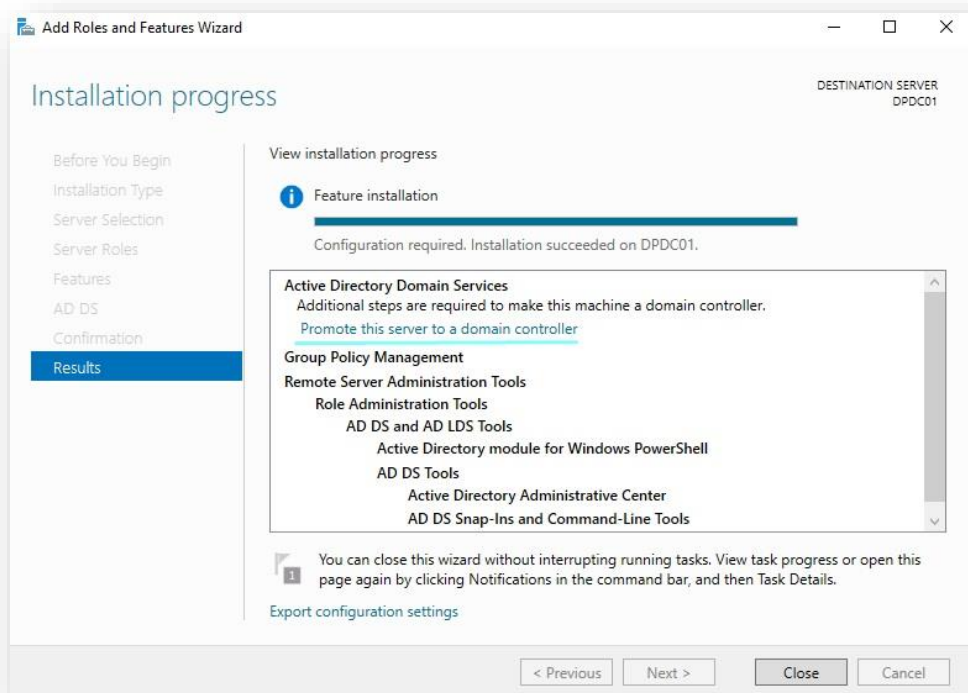 Add Roles and Features Wizard
Installation progress
DESTINATION SERVER
DPDC01
Before You Begin
Installation Type
Server Selection
Server Roles
Features
AD DS
Confirmation
Results
View installation progress
Feature installation
Configuration required. Installation succeeded on DPDC01.
Active Directory Domain Services
Additional steps are required to make this machine a domain controller.
Promote this server to a domain controller
Group Policy Management
Remote Server Administration Tools
Role Administration Tools
AD DS and AD LDS Tools
Active Directory module for Windows PowerShell
AD DS Tools
Active Directory Administrative Center
AD DS Snap-Ins and Command-Line Tools
1
You can close this wizard without interrupting running tasks. View task progress or open this
page again by clicking Notifications in the command bar, and then Task Details.
Export configuration settings
< Previous
Next >
Close
Cancel